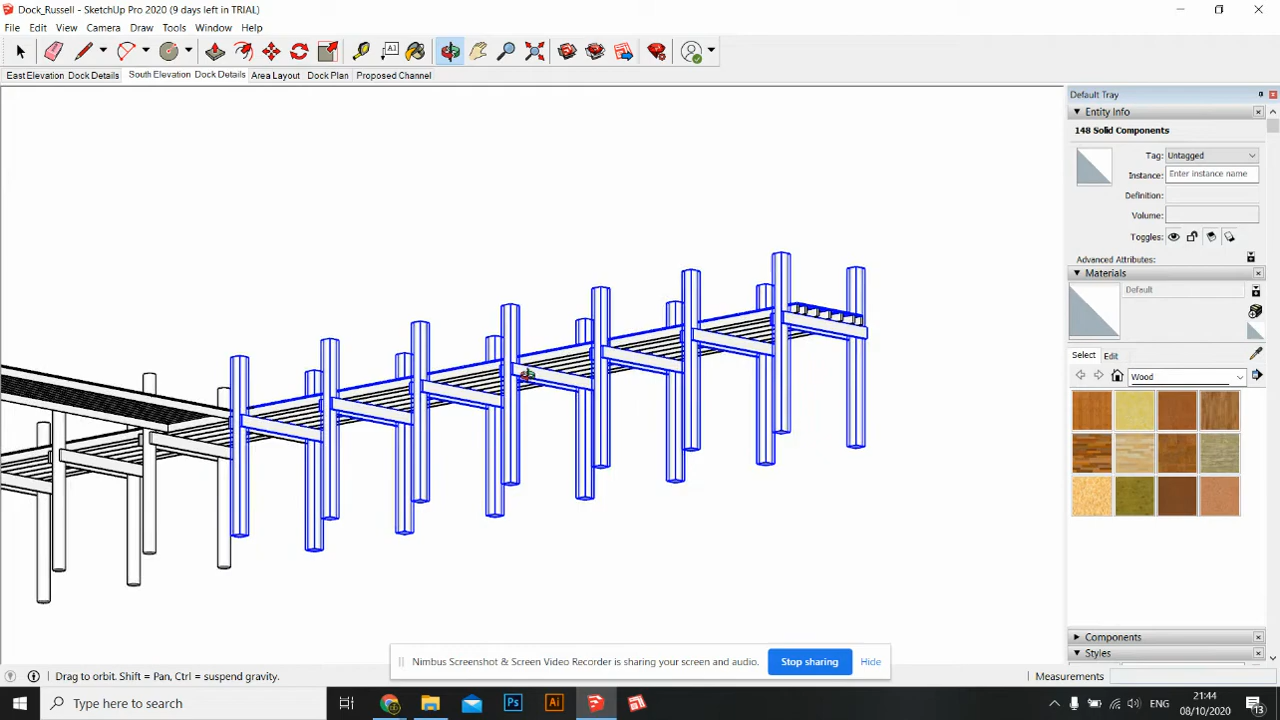 Dock_Russell - SketchUp Pro 2020 (9 days left in TRIAL)
File Edit View Camera Draw Tools Window Help
East Elevation Dock Details South Elevation Dock Details Area Layout Dock Plan Proposed Channel
Default Tray
Entity Info
148 Solid Components
Tag: Untagged
Instance: Enter instance name
Definition:
Volume:
Toggles:
Advanced Attributes:
Materials
Default
Select Edit
Wood
Components
Styles
Nimbus Screenshot & Screen Video Recorder is sharing your screen and audio. Stop sharing Hide
Drag to orbit. Shift = Pan, Ctrl = suspend gravity. Measurements
Type here to search
Ps
Ai
ENG
21:44
08/10/2020
13